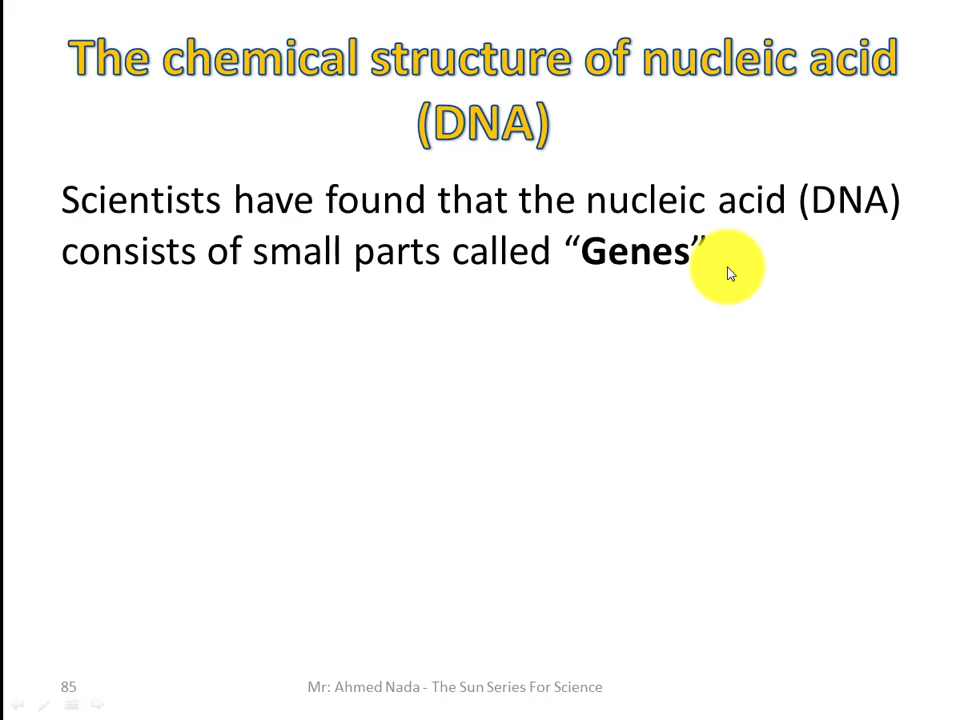 The chemical structure of nucleic acid
(DNA)
Scientists have found that the nucleic acid (DNA)
consists of small parts called “Genes”
85
Mr: Ahmed Nada - The Sun Series For Science